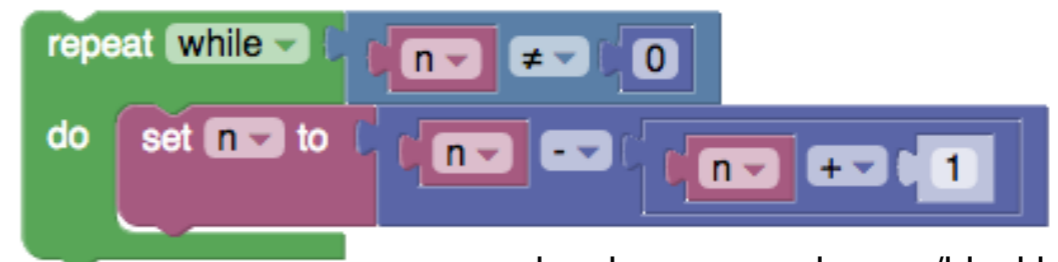 repeat while n ≠ 0
do set n to n - n + 1